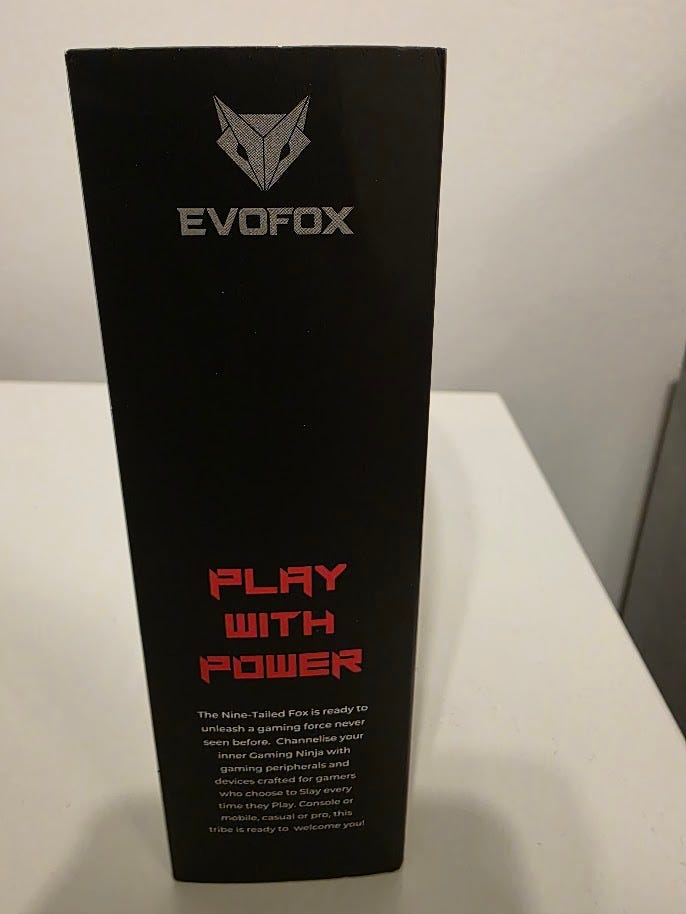 EVOFOX
PLAY
WITH
POWER
The Nine-Tailed Fox is ready to
unleash a gaming force never
seen before. Channelise your
inner Gaming Ninja with
gaming peripherals and
devices crafted for gamers
who choose to Slay every
time they Play. Console or
mobile, casual or pro, this
tribe is ready to welcome you!